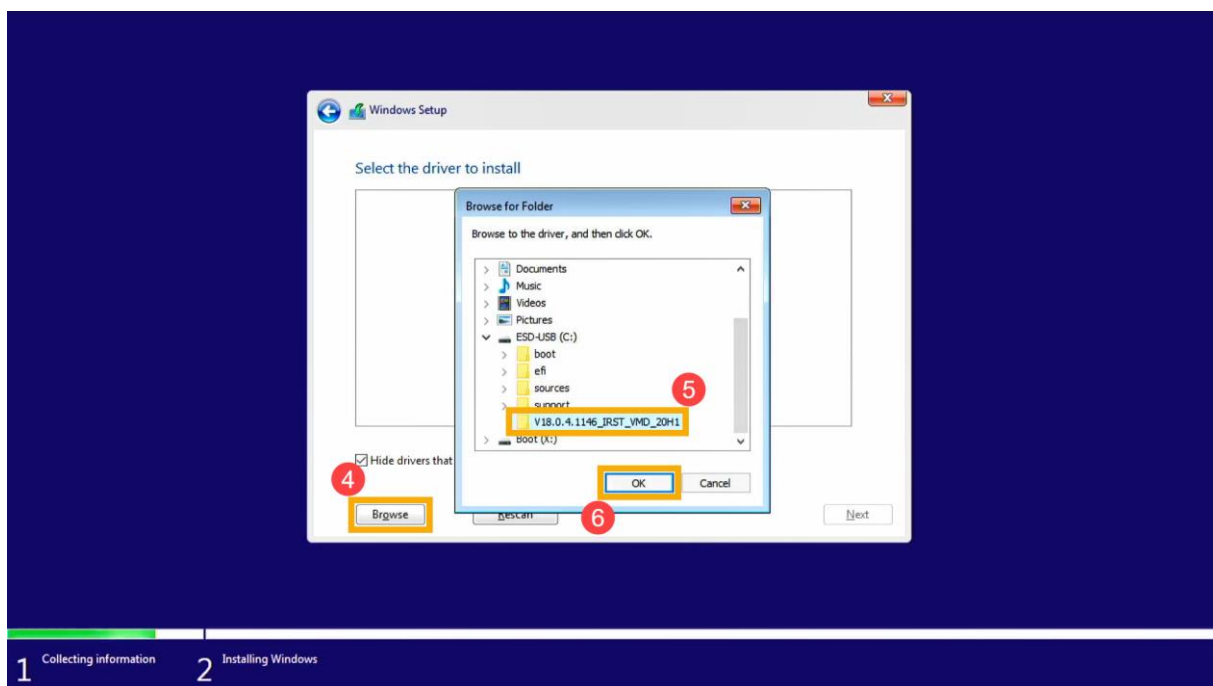 Windows Setup
Select the driver to install
Browse for Folder
Browse to the driver, and then click OK.
Documents
Music
Videos
Pictures
ESD-USB (C:)
boot
efi
sources
5
support
V18.0.4.1146_IRST_VMD_20H1
Boot (X:)
Hide drivers that
4
OK
Cancel
Browse
Rescan
6
Next
1 Collecting information
2 Installing Windows